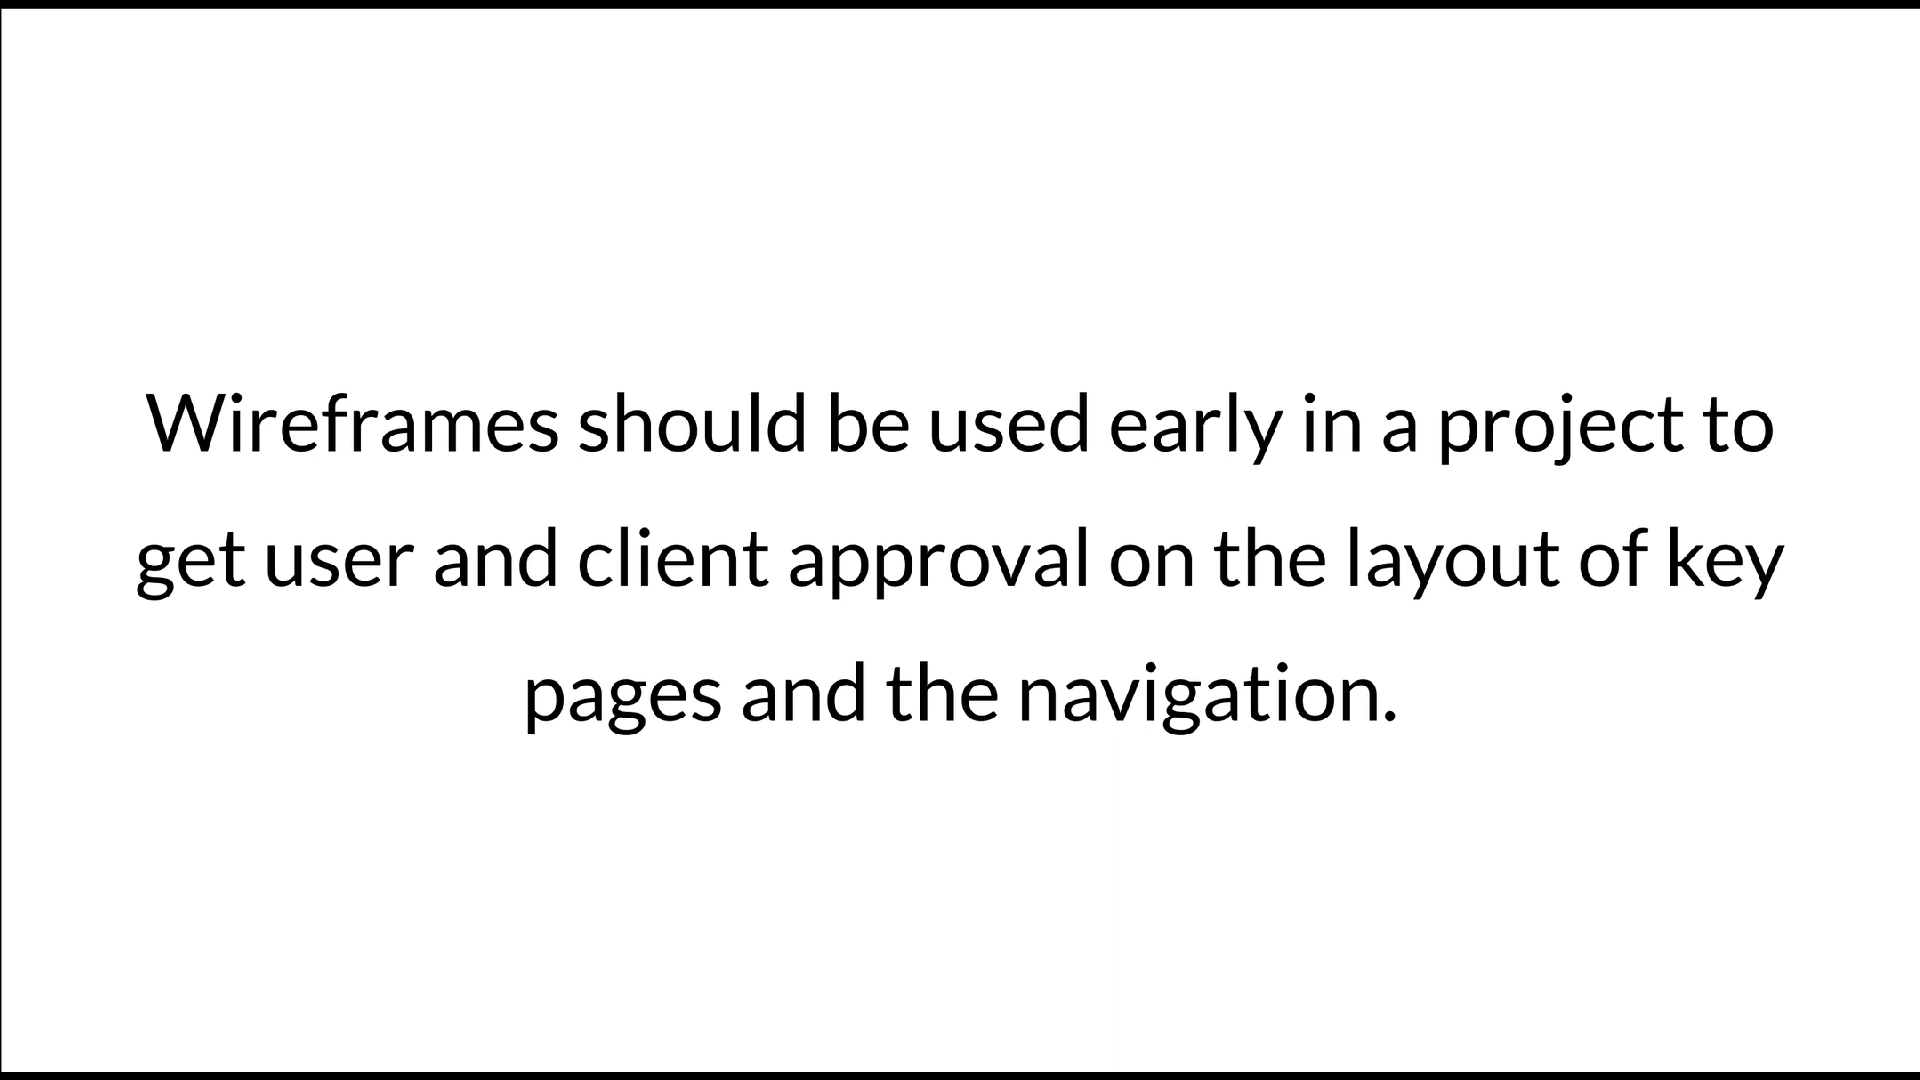 Wireframes should be used early in a project to
get user and client approval on the layout of key
pages and the navigation.